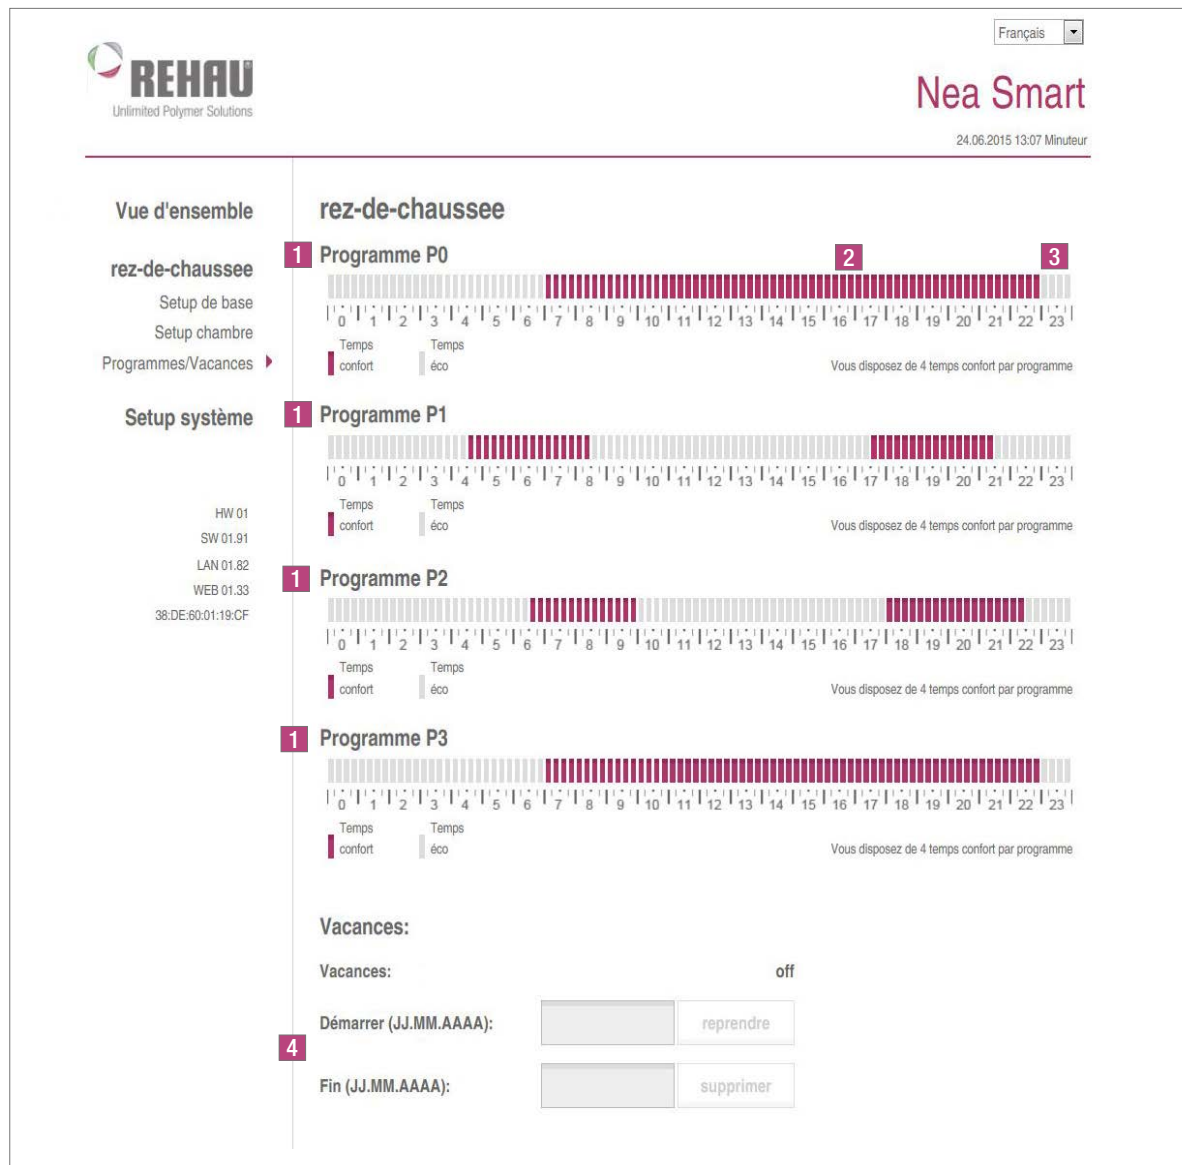 Français
REHAU
Unlimited Polymer Solutions
Nea Smart
24.06.2015 13:07 Minuteur
Vue d'ensemble
rez-de-chaussee
Setup de base
Setup chambre
Programmes/Vacances
Setup système
HW 01
SW 01.91
LAN 01.82
WEB 01.33
38:DE:60:01:19:CF
rez-de-chaussee
1 Programme P0
2 3
0 1 2 3 4 5 6 7 8 9 10 11 12 13 14 15 16 17 18 19 20 21 22 23
Temps confort
Temps éco
Vous disposez de 4 temps confort par programme
1 Programme P1
0 1 2 3 4 5 6 7 8 9 10 11 12 13 14 15 16 17 18 19 20 21 22 23
Temps confort
Temps éco
Vous disposez de 4 temps confort par programme
1 Programme P2
0 1 2 3 4 5 6 7 8 9 10 11 12 13 14 15 16 17 18 19 20 21 22 23
Temps confort
Temps éco
Vous disposez de 4 temps confort par programme
1 Programme P3
0 1 2 3 4 5 6 7 8 9 10 11 12 13 14 15 16 17 18 19 20 21 22 23
Temps confort
Temps éco
Vous disposez de 4 temps confort par programme
Vacances:
Vacances: off
Démarrer (JJ.MM.AAAA): reprendre
4
Fin (JJ.MM.AAAA): supprimer